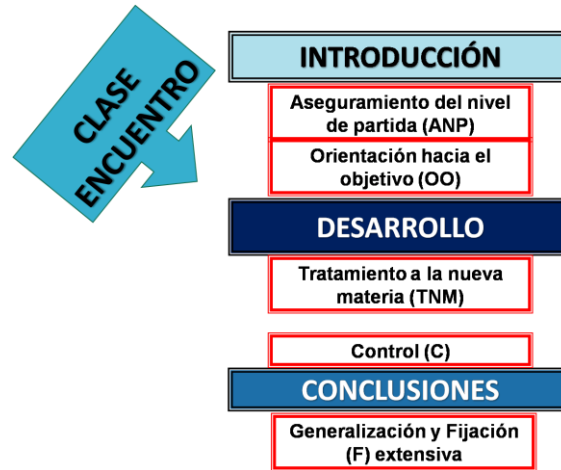 CLASE
ENCUENTRO
INTRODUCCIÓN
Aseguramiento del nivel
de partida (ANP)
Orientación hacia el
objetivo (OO)
DESARROLLO
Tratamiento a la nueva
materia (TNM)
Control (C)
CONCLUSIONES
Generalización y Fijación
(F) extensiva